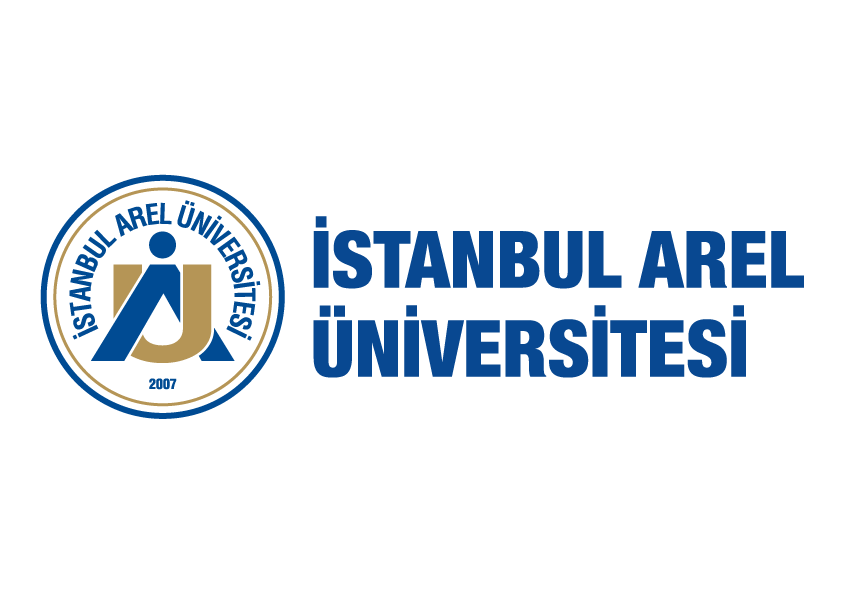 İSTANBUL AREL ÜNİVERSİTESİ
2007
İSTANBUL AREL
ÜNİVERSİTESİ